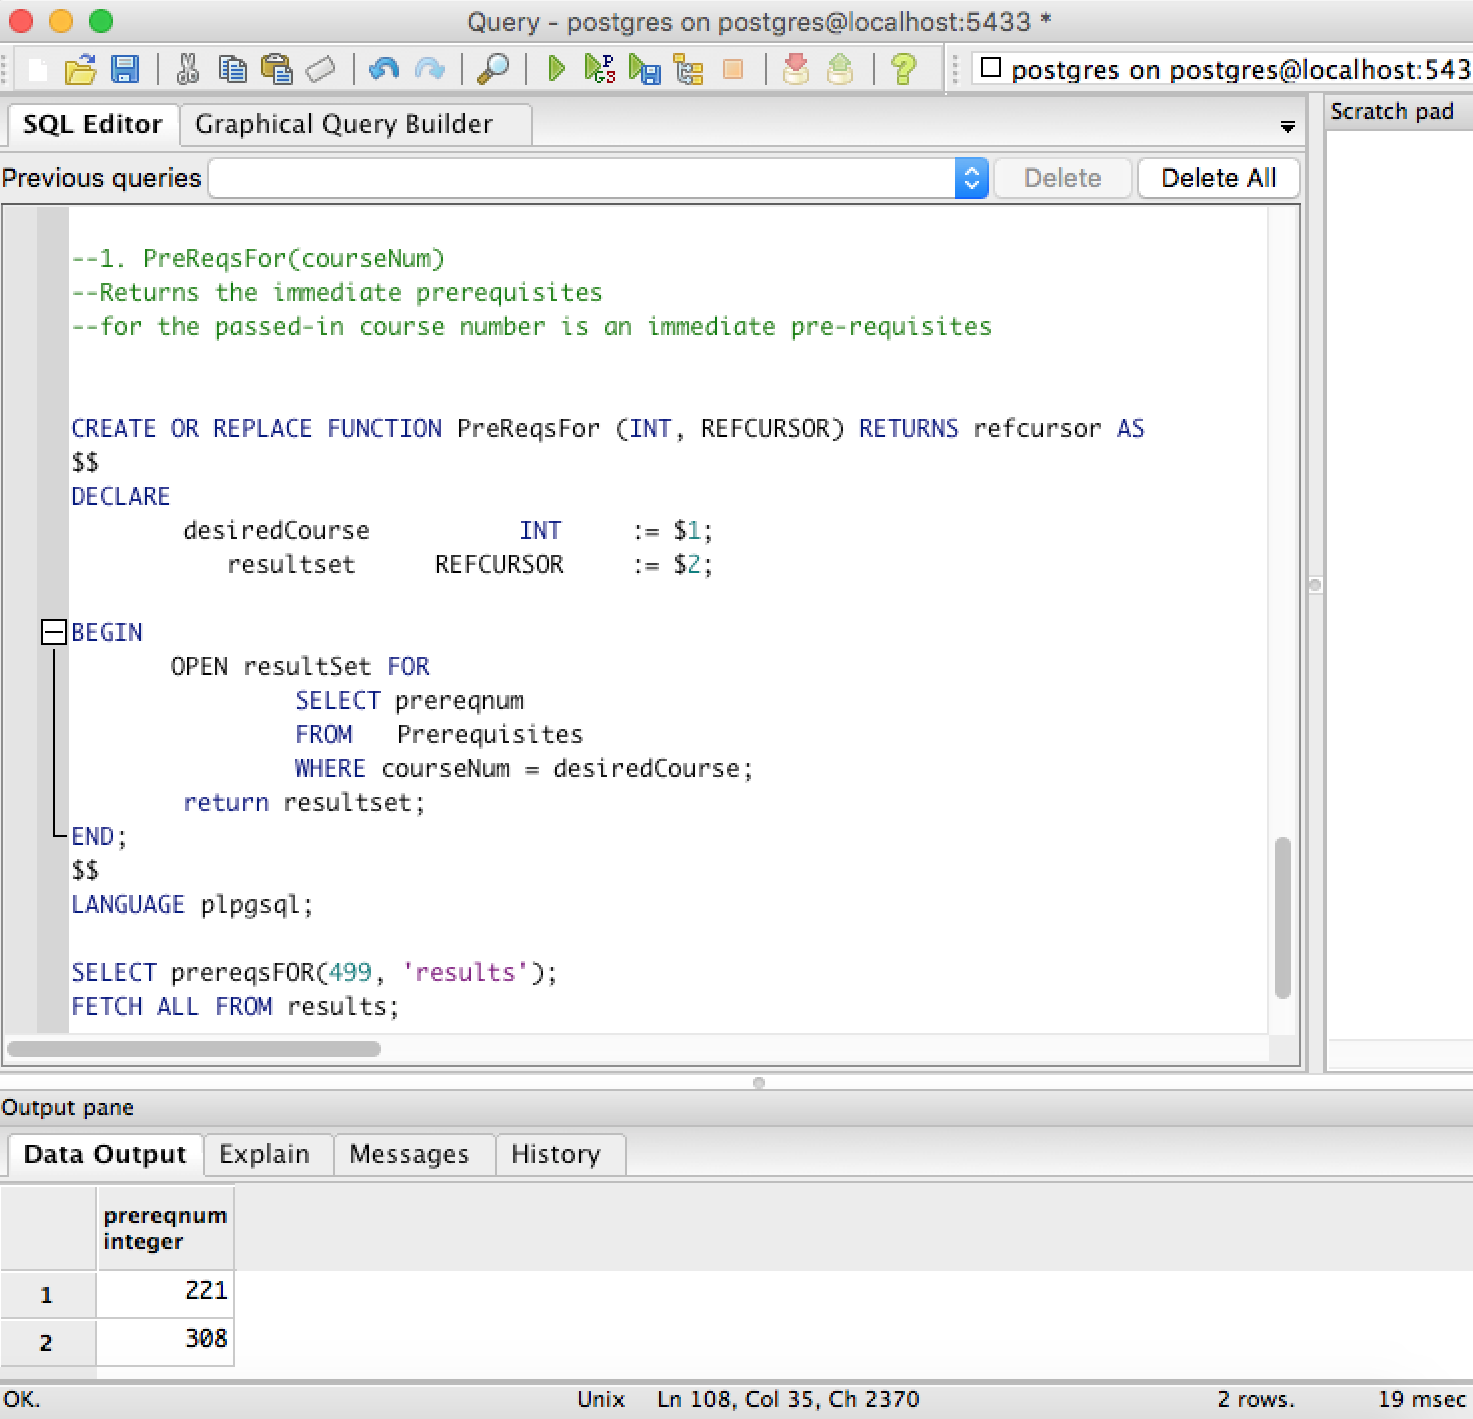 Query - postgres on postgres@localhost:5433 *
postgres on postgres@localhost:543
SQL Editor Graphical Query Builder
Scratch pad
Previous queries Delete Delete All
--1. PreReqsFor(courseNum)
--Returns the immediate prerequisites
--for the passed-in course number is an immediate pre-requisites
CREATE OR REPLACE FUNCTION PreReqsFor (INT, REFCURSOR) RETURNS refcursor AS
$$
DECLARE
desiredCourse INT := $1;
resultset REFCURSOR := $2;
BEGIN
OPEN resultSet FOR
SELECT prereqnum
FROM Prerequisites
WHERE courseNum = desiredCourse;
return resultset;
END;
$$
LANGUAGE plpgsql;
SELECT prereqsFOR(499, 'results');
FETCH ALL FROM results;
Output pane
Data Output Explain Messages History
prereqnum
integer
1 221
2 308
OK. Unix Ln 108, Col 35, Ch 2370 2 rows. 19 msec